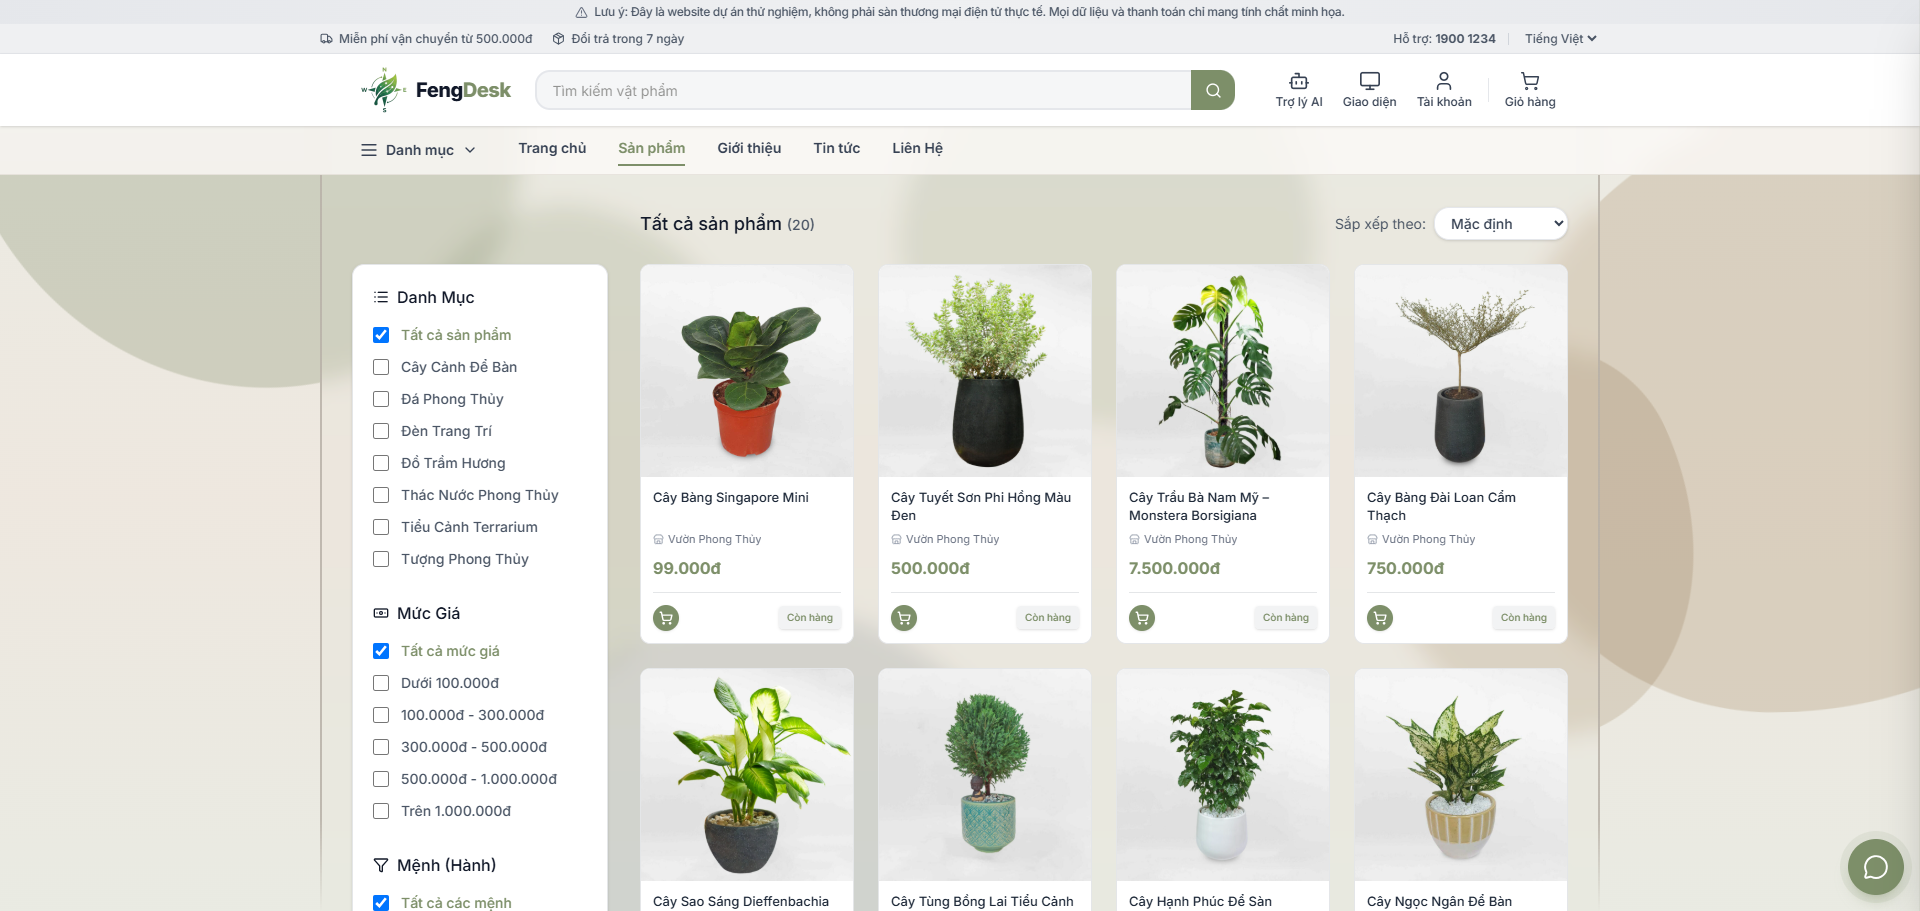 Lưu ý: Đây là website dự án thử nghiệm, không phải sàn thương mại điện tử thực tế. Mọi dữ liệu và thanh toán chỉ mang tính chất minh họa.
Miễn phí vận chuyển từ 500.000đ
Đổi trả trong 7 ngày
Hỗ trợ: 1900 1234
Tiếng Việt
N
W
E
S
FengDesk
Tìm kiếm vật phẩm
Trợ lý AI
Giao diện
Tài khoản
Giỏ hàng
Danh mục
Trang chủ
Sản phẩm
Giới thiệu
Tin tức
Liên Hệ
Tất cả sản phẩm (20)
Sắp xếp theo:
Mặc định
Danh Mục
Tất cả sản phẩm
Cây Cảnh Để Bàn
Đá Phong Thủy
Đèn Trang Trí
Đồ Trầm Hương
Thác Nước Phong Thủy
Tiểu Cảnh Terrarium
Tượng Phong Thủy
Mức Giá
Tất cả mức giá
Dưới 100.000đ
100.000đ - 300.000đ
300.000đ - 500.000đ
500.000đ - 1.000.000đ
Trên 1.000.000đ
Mệnh (Hành)
Tất cả các mệnh
Cây Bàng Singapore Mini
Vườn Phong Thủy
99.000đ
Còn hàng
Cây Tuyết Sơn Phi Hồng Màu
Đen
Vườn Phong Thủy
500.000đ
Còn hàng
Cây Trầu Bà Nam Mỹ –
Monstera Borsigiana
Vườn Phong Thủy
7.500.000đ
Còn hàng
Cây Bàng Đài Loan Cẩm
Thạch
Vườn Phong Thủy
750.000đ
Còn hàng
Cây Sao Sáng Dieffenbachia
Cây Tùng Bồng Lai Tiểu Cảnh
Cây Hạnh Phúc Để Sàn
Cây Ngọc Ngân Để Bàn